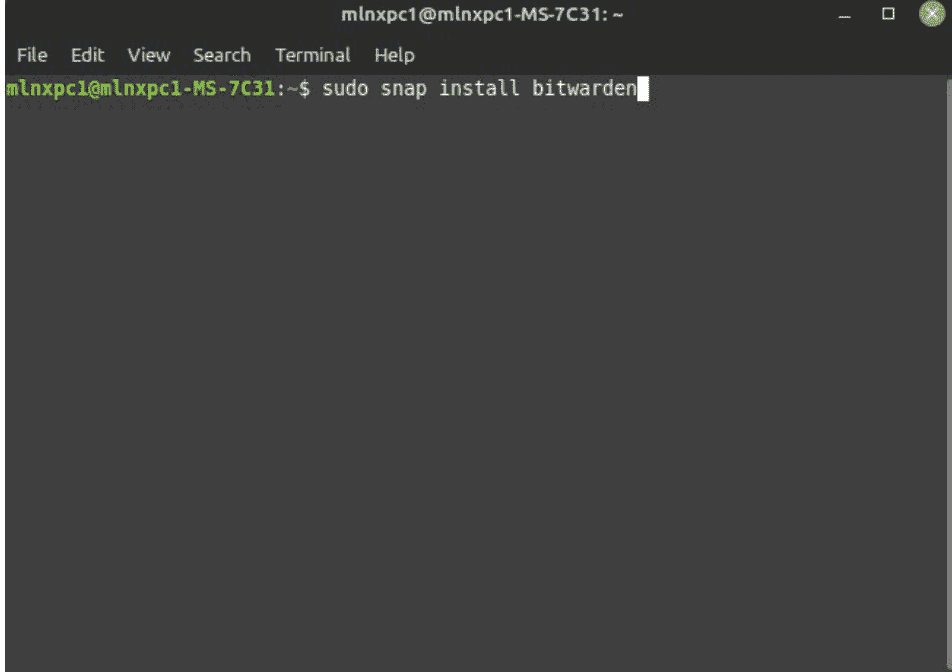 mlnxpc1@mlnxpc1-MS-7C31: ~
File Edit View Search Terminal Help
mlnxpc1@mlnxpc1-MS-7C31:~$ sudo snap install bitwarden